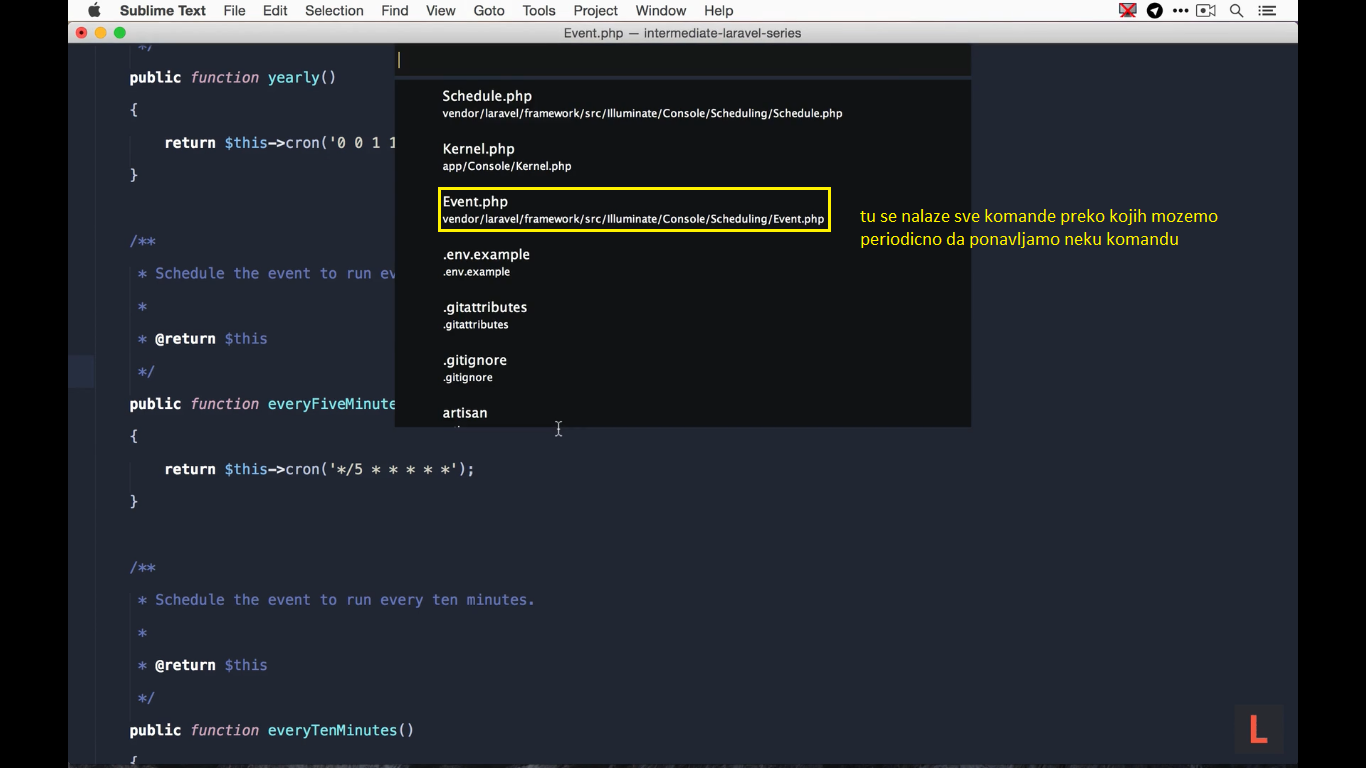 Sublime Text File Edit Selection Find View Goto Tools Project Window Help
Event.php — intermediate-laravel-series
*/
public function yearly()
{
return $this->cron('0 0 1 1
}
/**
* Schedule the event to run ev
*
* @return $this
*/
public function everyFiveMinute
{
return $this->cron('*/5 * * * * *');
}
/**
* Schedule the event to run every ten minutes.
*
* @return $this
*/
public function everyTenMinutes()
{
Schedule.php
vendor/laravel/framework/src/Illuminate/Console/Scheduling/Schedule.php
Kernel.php
app/Console/Kernel.php
Event.php
vendor/laravel/framework/src/Illuminate/Console/Scheduling/Event.php
.env.example
.env.example
.gitattributes
.gitattributes
.gitignore
.gitignore
artisan
tu se nalaze sve komande preko kojih mozemo
periodicno da ponavljamo neku komandu
L